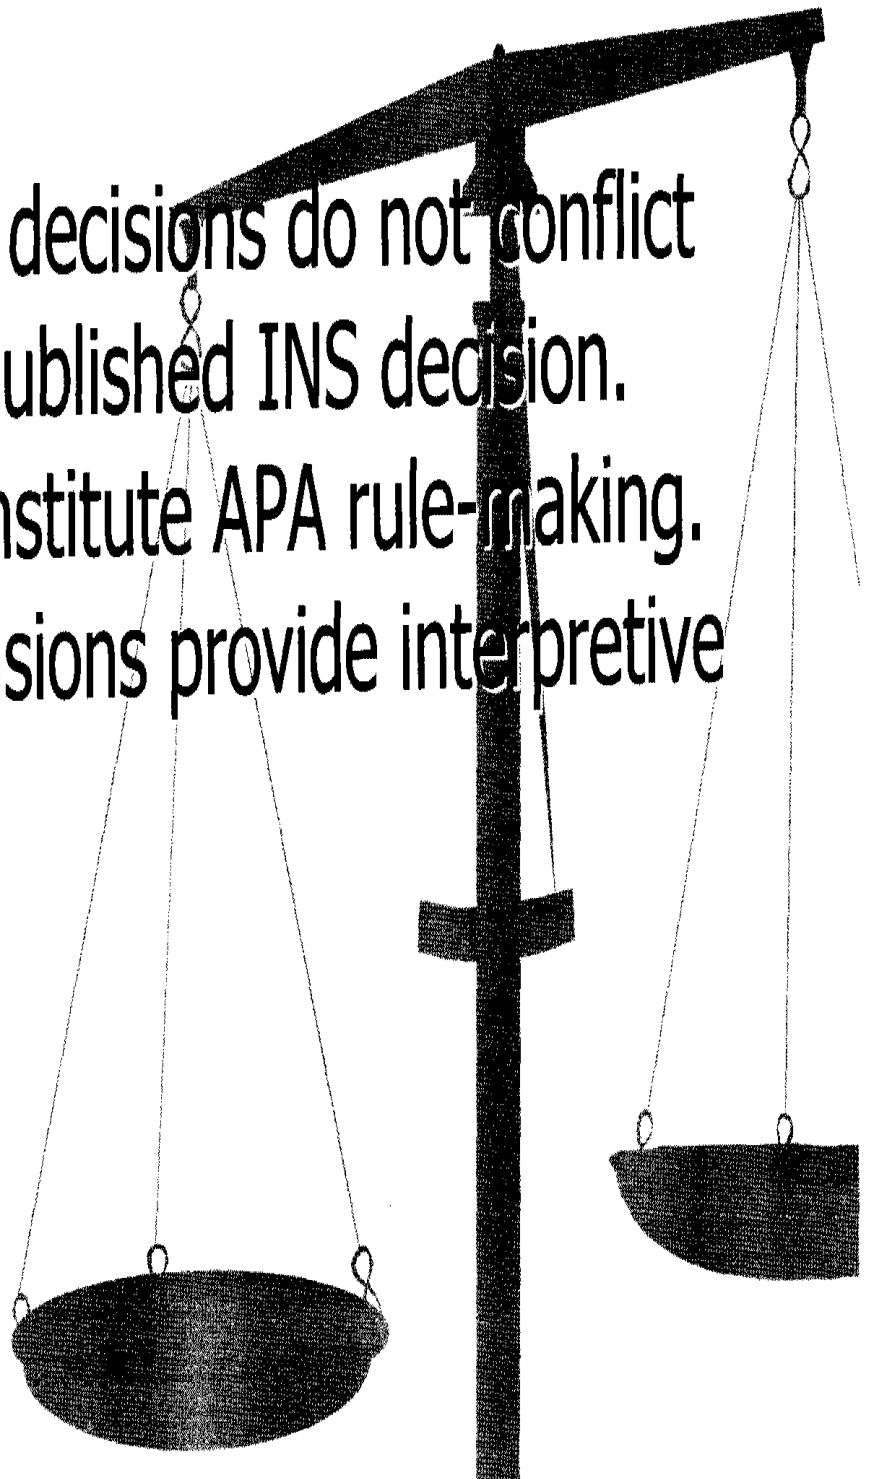 decisions do not conflict
ublished INS decision.
nstitute APA rule-making.
sions provide interpretive